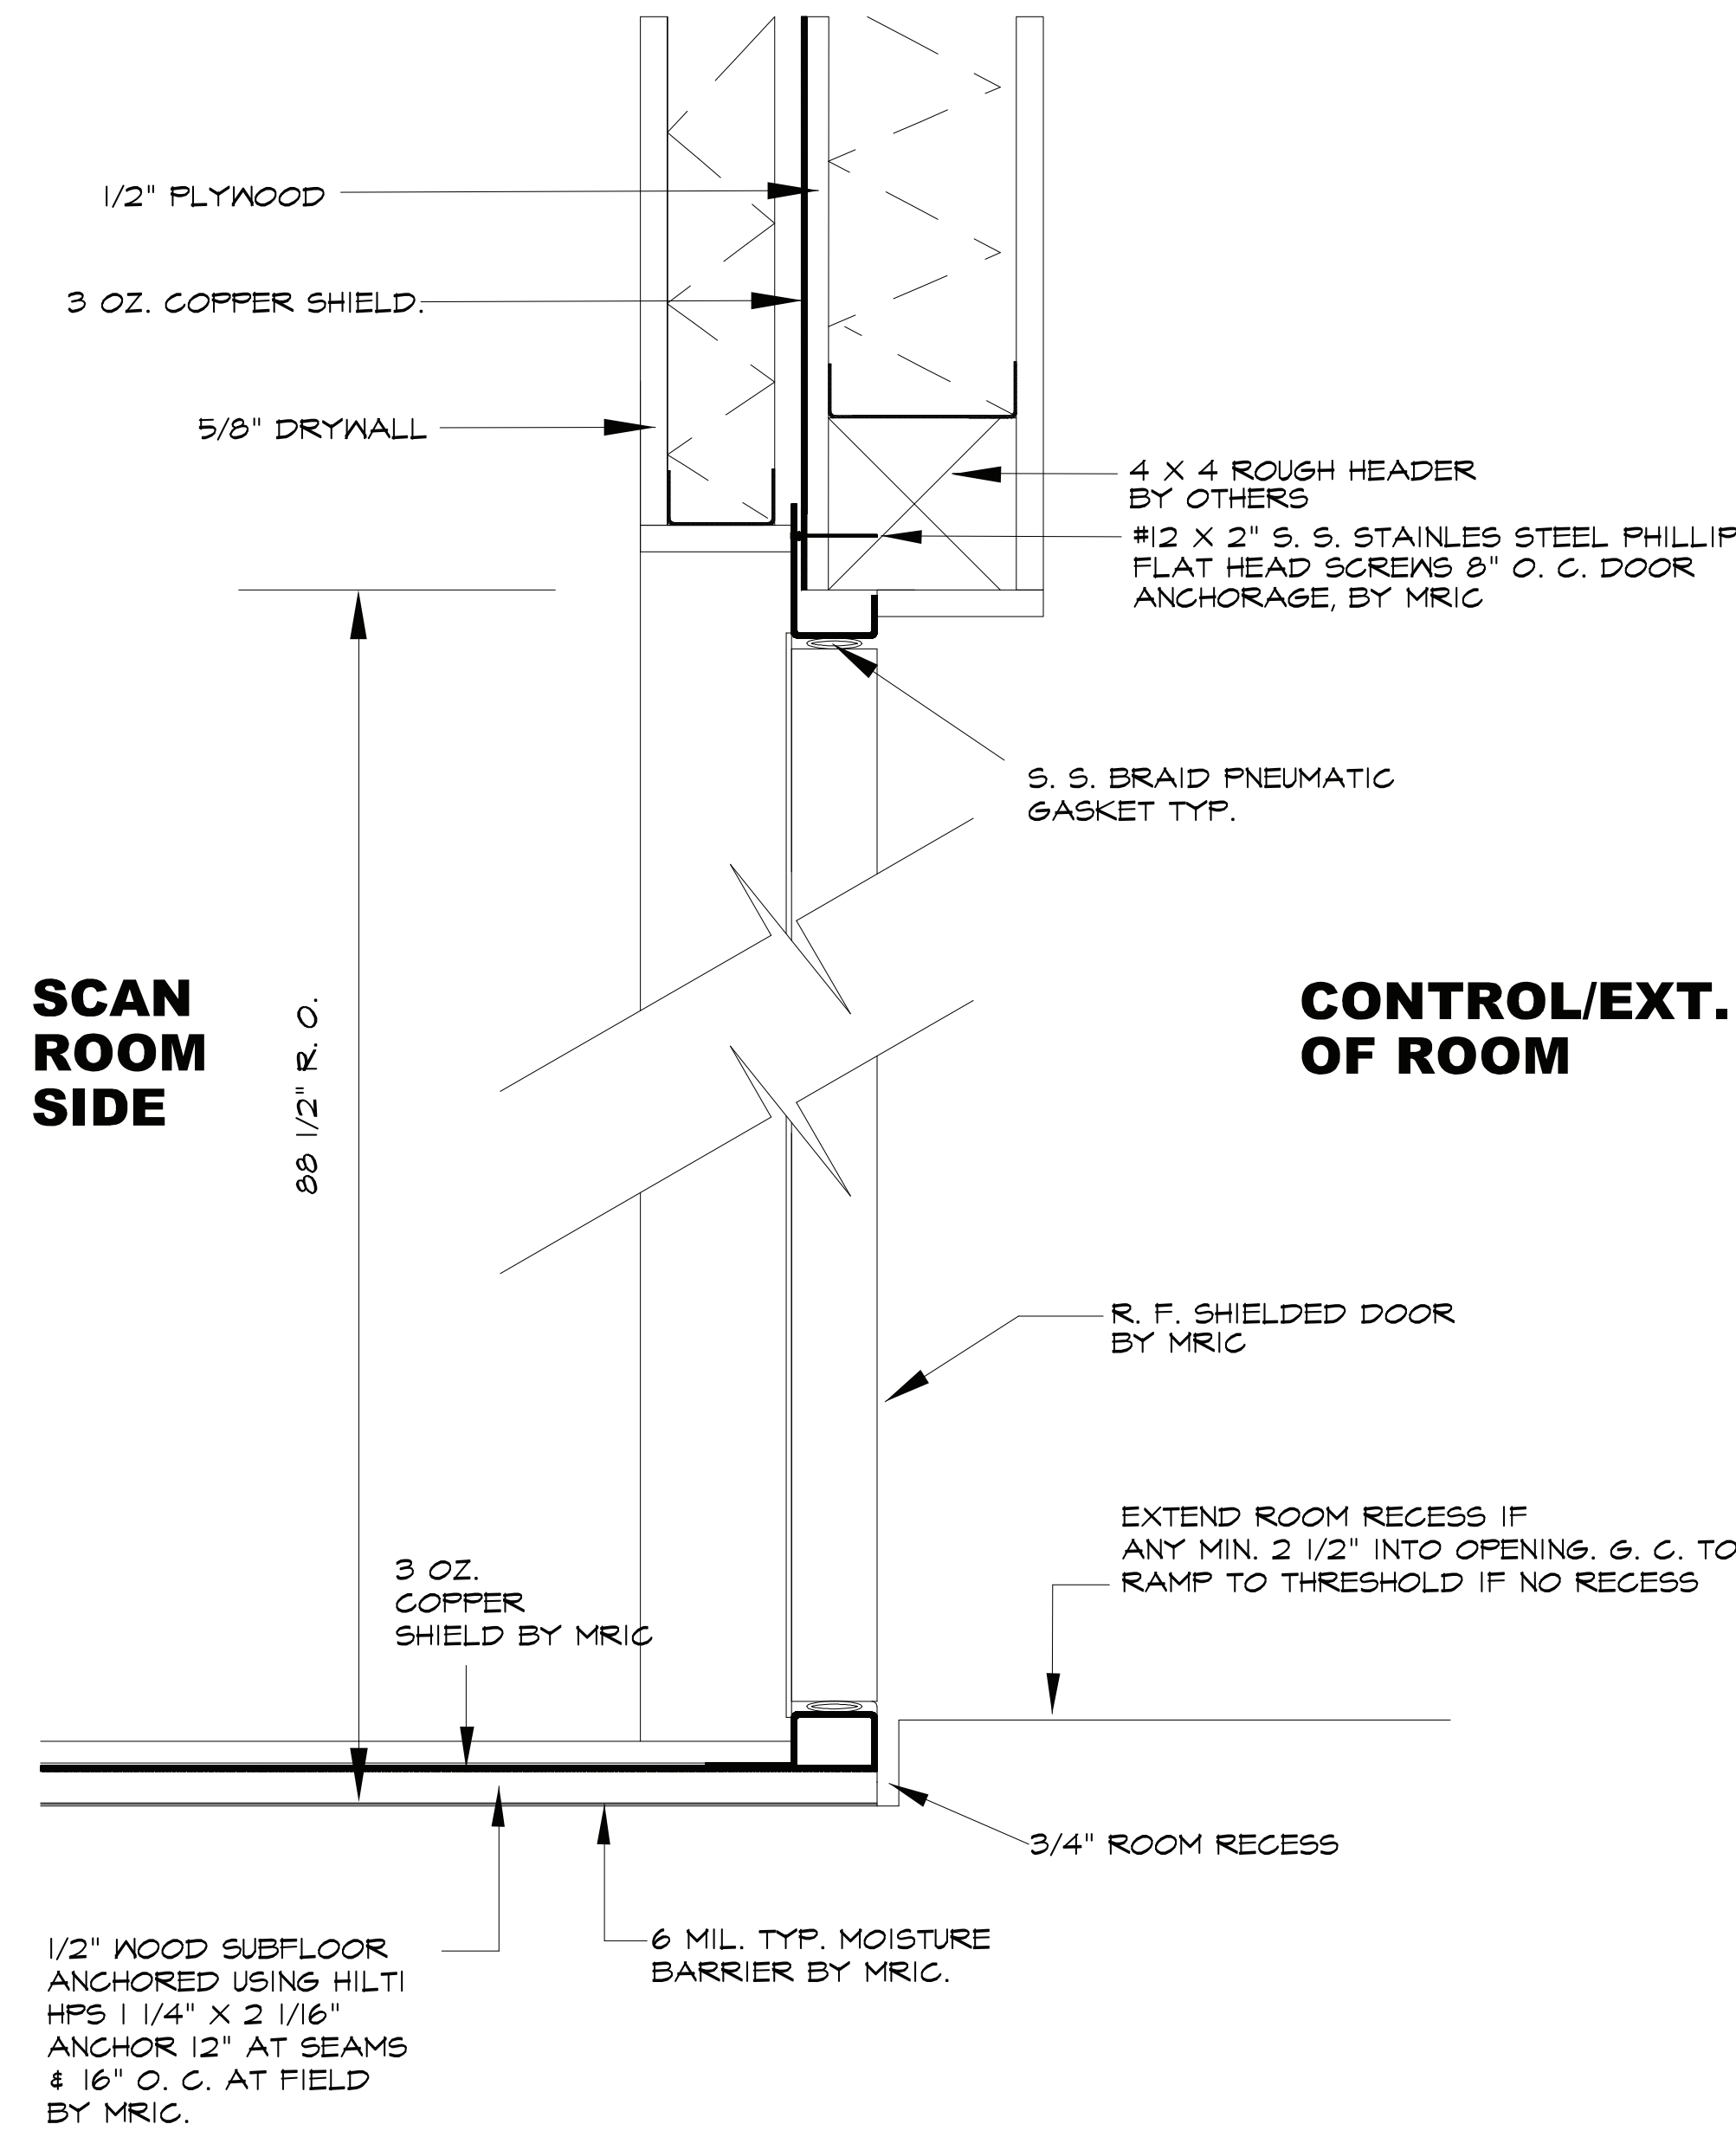 1/2" PLYWOOD
3 OZ. COPPER SHIELD.
5/8" DRYWALL
4 X 4 ROUGH HEADER
BY OTHERS
#12 X 2" S. S. STAINLES STEEL PHILLIP
FLAT HEAD SCREWS 8" O. C. DOOR
ANCHORAGE, BY MRIC
S. S. BRAID PNEUMATIC
GASKET TYP.
SCAN
ROOM
SIDE
88 1/2" R. O.
CONTROL/EXT.
OF ROOM
R. F. SHIELDED DOOR
BY MRIC
EXTEND ROOM RECESS IF
ANY MIN. 2 1/2" INTO OPENING. G. C. TO
RAMP TO THRESHOLD IF NO RECESS
3 OZ.
COPPER
SHIELD BY MRIC
3/4" ROOM RECESS
1/2" WOOD SUBFLOOR
ANCHORED USING HILTI
HPS 1 1/4" X 2 1/16"
ANCHOR 12" AT SEAMS
& 16" O. C. AT FIELD
BY MRIC.
6 MIL. TYP. MOISTURE
BARRIER BY MRIC.